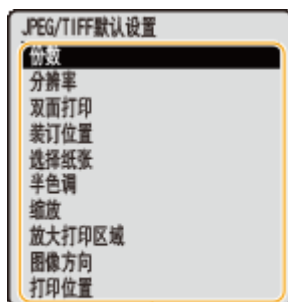 JPEG/TIFF默认设置
份数
分辨率
双面打印
装订位置
选择纸张
半色调
缩放
放大打印区域
图像方向
打印位置